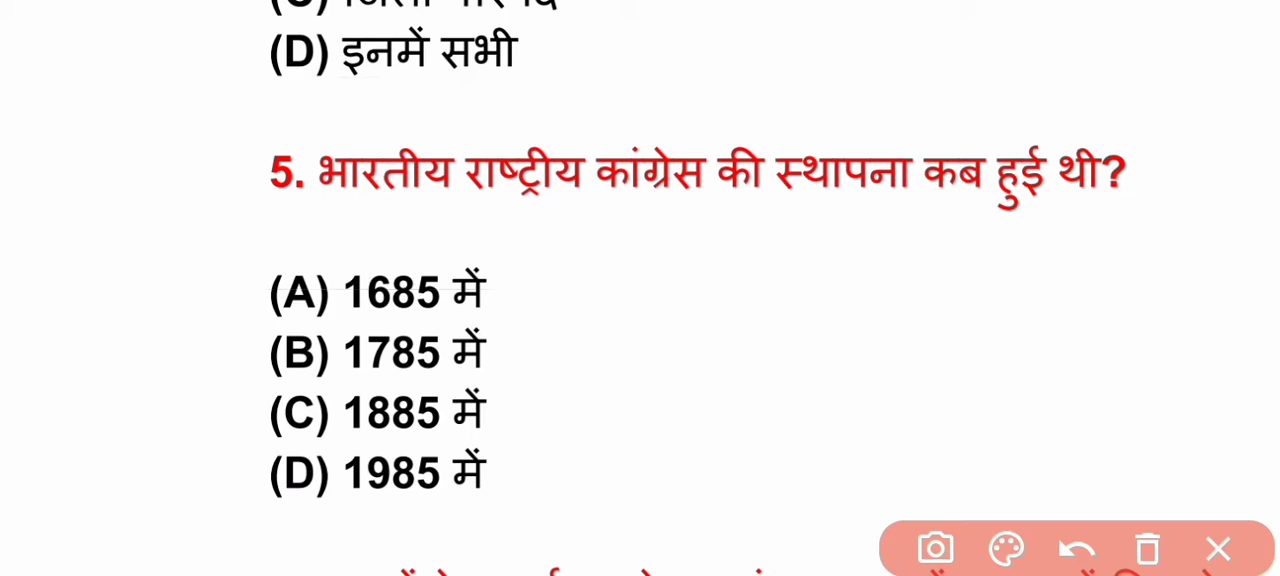 (D) इनमें सभी
5. भारतीय राष्ट्रीय कांग्रेस की स्थापना कब हुई थी?
(A) 1685 में
(B) 1785 में
(C) 1885 में
(D) 1985 में